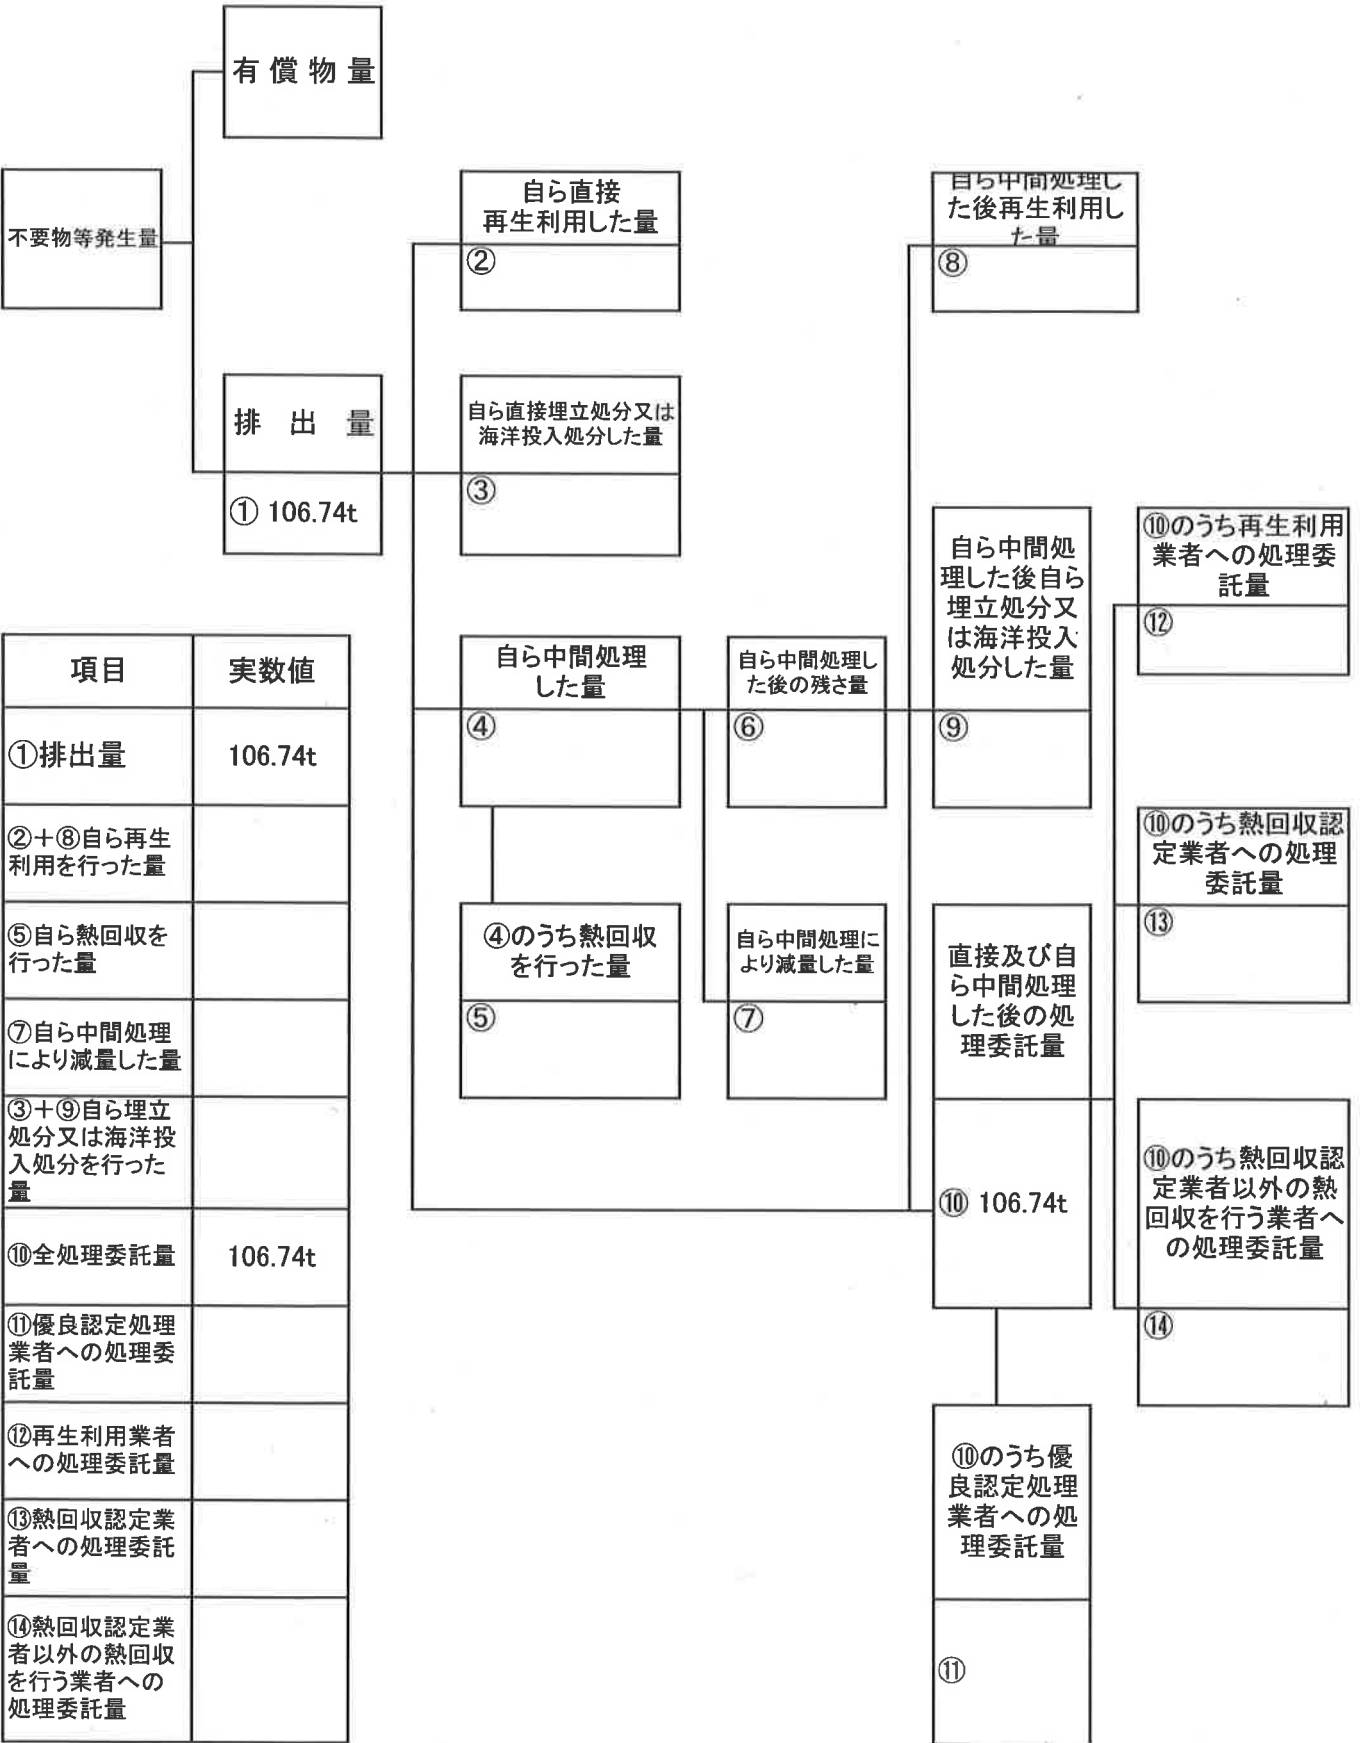 有償物量
不要物等発生量
排出量
① 106.74t
自ら直接
再生利用した量
②
自ら直接埋立処分又は
海洋投入処分した量
③
自ら中間処理
した量
④
④のうち熱回収
を行った量
⑤
自ら中間処理し
た後の残さ量
⑥
自ら中間処理に
より減量した量
⑦
自ら中間処理し
た後再生利用し
た量
⑧
自ら中間処
理した後自ら
埋立処分又
は海洋投入
処分した量
⑨
直接及び自
ら中間処理
した後の処
理委託量
⑩ 106.74t
⑩のうち優
良認定処理
業者への処
理委託量
⑪
⑩のうち再生利用
業者への処理委
託量
⑫
⑩のうち熱回収認
定業者への処理
委託量
⑬
⑩のうち熱回収認
定業者以外の熱
回収を行う業者へ
の処理委託量
⑭
項目 実数値
①排出量 106.74t
②＋⑧自ら再生
利用を行った量
⑤自ら熱回収を
行った量
⑦自ら中間処理
により減量した量
③＋⑨自ら埋立
処分又は海洋投
入処分を行った
量
⑩全処理委託量 106.74t
⑪優良認定処理
業者への処理委
託量
⑫再生利用業者
への処理委託量
⑬熱回収認定業
者への処理委託
量
⑭熱回収認定業
者以外の熱回収
を行う業者への
処理委託量